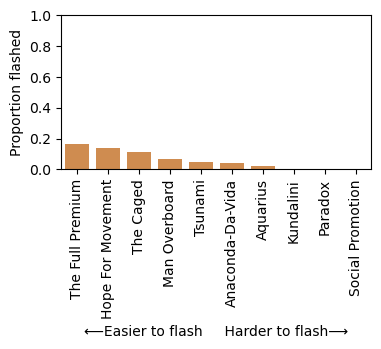 1.0
0.8
0.6
0.4
0.2
0.0
Proportion flashed
The Full Premium
Hope For Movement
The Caged
Man Overboard
Tsunami
Anaconda-Da-Vida
Aquarius
Kundalini
Paradox
Social Promotion
⟵Easier to flash Harder to flash⟶